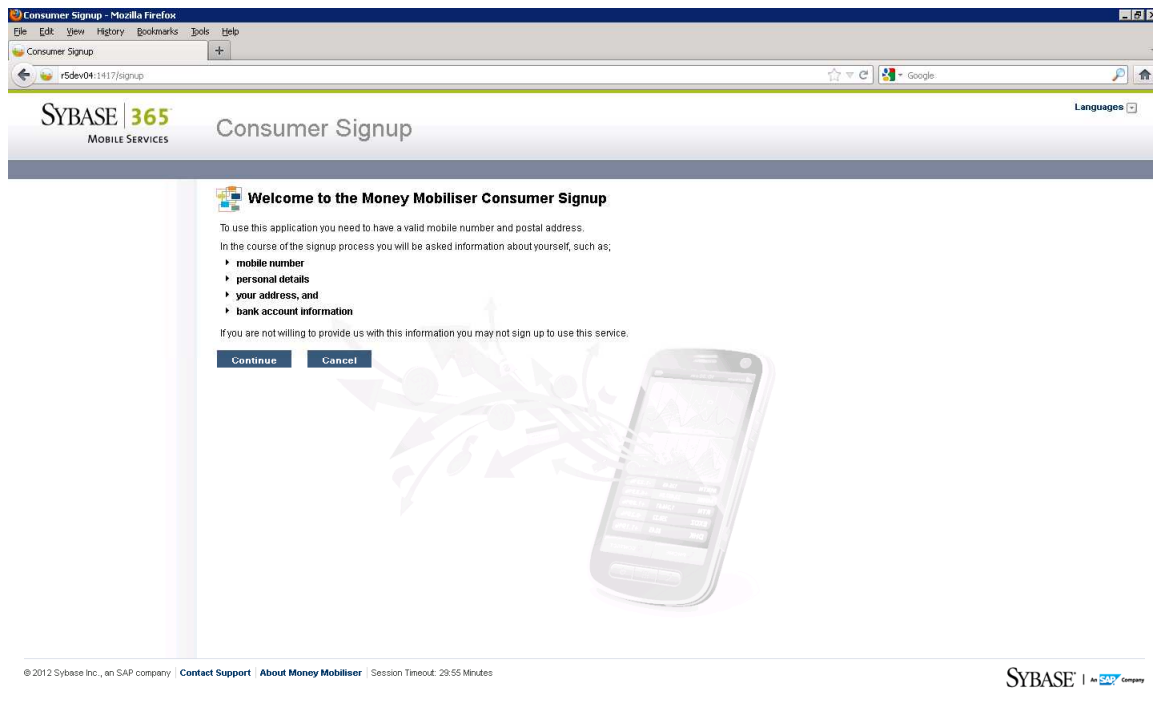 Consumer Signup - Mozilla Firefox
File Edit View History Bookmarks Tools Help
Consumer Signup
r5dev04:1417/signup
Google
SYBASE 365
MOBILE SERVICES
Consumer Signup
Languages
Welcome to the Money Mobiliser Consumer Signup
To use this application you need to have a valid mobile number and postal address.
In the course of the signup process you will be asked information about yourself, such as;
mobile number
personal details
your address, and
bank account information
If you are not willing to provide us with this information you may not sign up to use this service.
Continue Cancel
© 2012 Sybase Inc., an SAP company | Contact Support | About Money Mobiliser | Session Timeout: 29:55 Minutes
SYBASE | An SAP Company